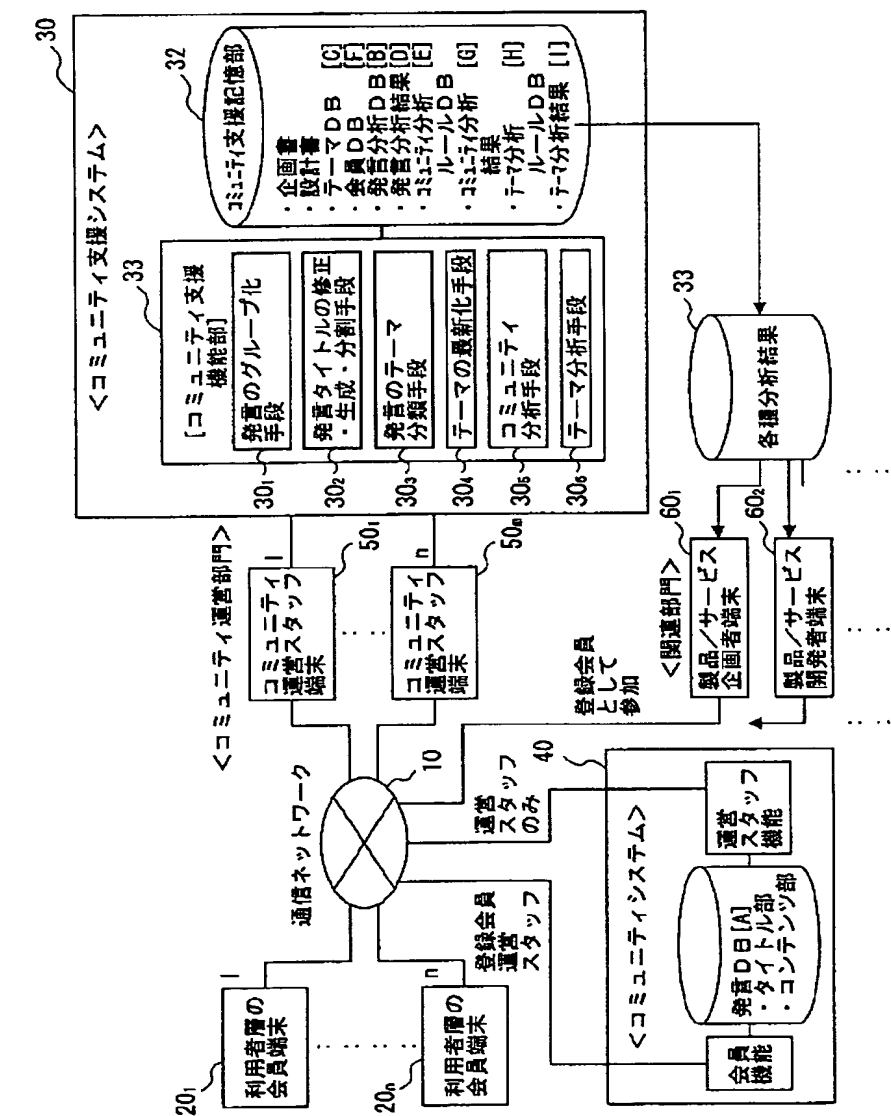 20₁
利用者層の
会員端末
1
20ₙ
利用者層の
会員端末
n
通信ネットワーク
10
<コミュニティ運営部門>
コミュニティ
運営スタッフ
端末
1
50₁
コミュニティ
運営スタッフ
端末
n
50ₙ
<コミュニティ支援システム>
30
33
[コミュニティ支援
機能部]
30₁
発言のグループ化
手段
30₂
発言タイトルの修正
・生成・分割手段
30₃
発言のテーマ
分類手段
30₄
テーマの最新化手段
30₅
コミュニティ
分析手段
30₆
テーマ分析手段
32
コミュニティ支援記憶部
・企画書
・設計書
・テーマDB [C]
・会員DB [F]
・発言分析DB [B]
・発言分析結果 [D]
・コミュニティ分析 [E]
ルールDB
・コミュニティ分析 [G]
結果
・テーマ分析 [H]
ルールDB
・テーマ分析結果 [I]
登録会員
運営
スタッフ
運営
スタッフ
のみ
登録会員
として
参加
<コミュニティシステム>
40
会員
機能
発言DB[A]
・タイトル部
・コンテンツ部
運営
スタッフ
機能
<関連部門>
製品/サービス
企画者端末
60₁
製品/サービス
開発者端末
60₂
33
各種分析結果